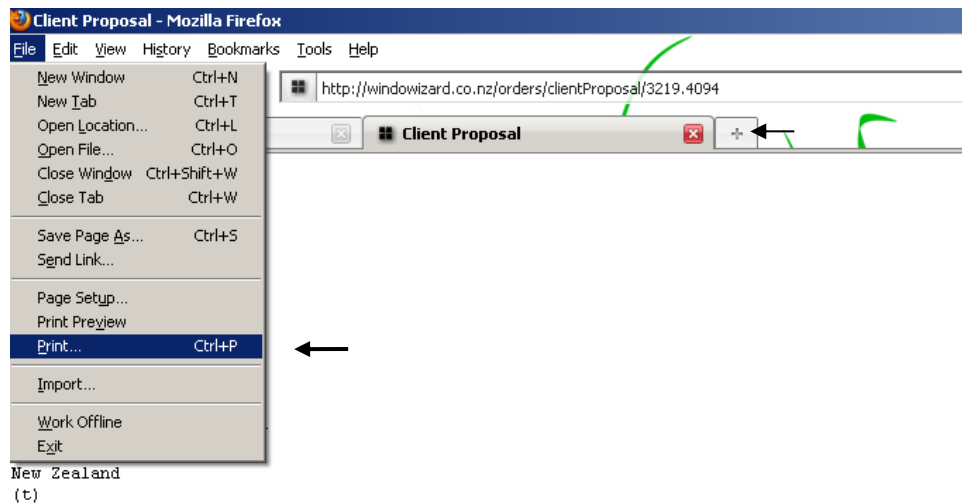 Client Proposal - Mozilla Firefox
File Edit View History Bookmarks Tools Help
New Window Ctrl+N
http://windowizard.co.nz/orders/clientProposal/3219.4094
New Tab Ctrl+T
Open Location... Ctrl+L
Client Proposal
Open File... Ctrl+O
Close Window Ctrl+Shift+W
Close Tab Ctrl+W
Save Page As... Ctrl+S
Send Link...
Page Setup...
Print Preview
Print... Ctrl+P
Import...
Work Offline
Exit
New Zealand
(t)